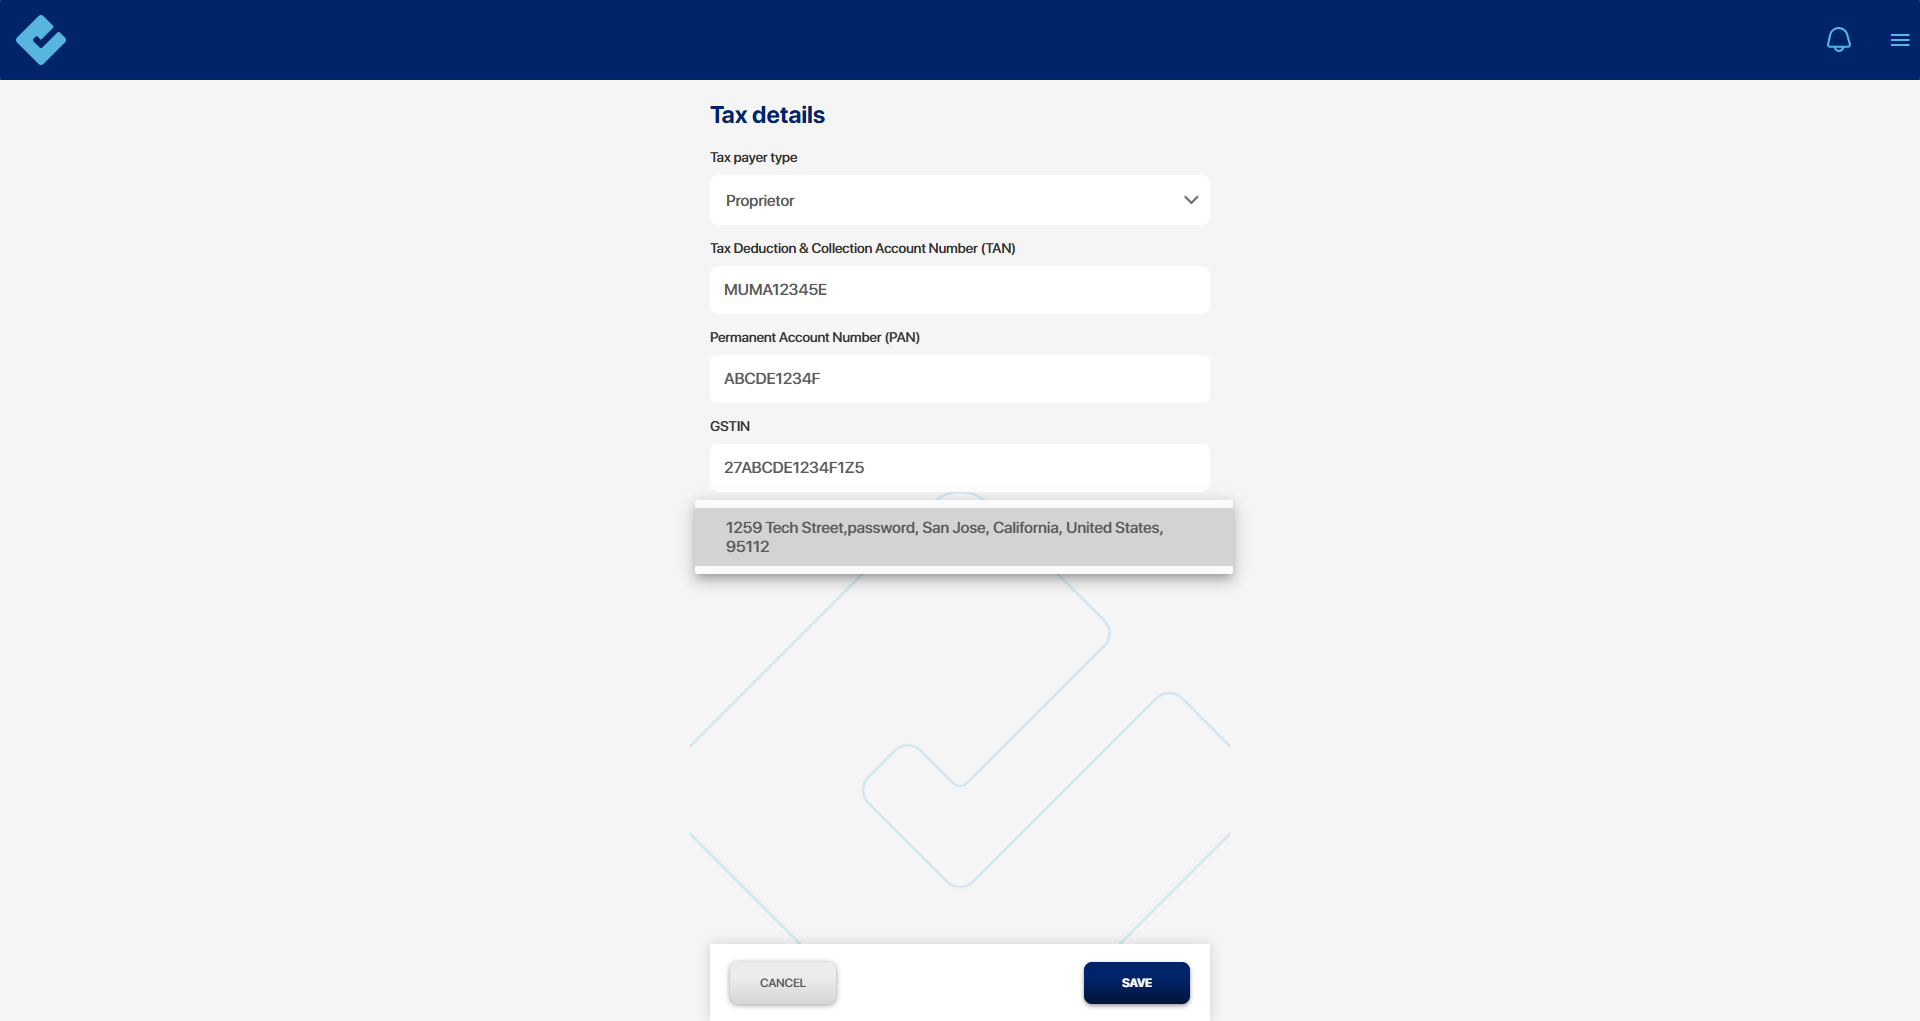 Tax details
Tax payer type
Proprietor
Tax Deduction & Collection Account Number (TAN)
MUMA12345E
Permanent Account Number (PAN)
ABCDE1234F
GSTIN
27ABCDE1234F1Z5
1259 Tech Street,password, San Jose, California, United States,
95112
CANCEL
SAVE